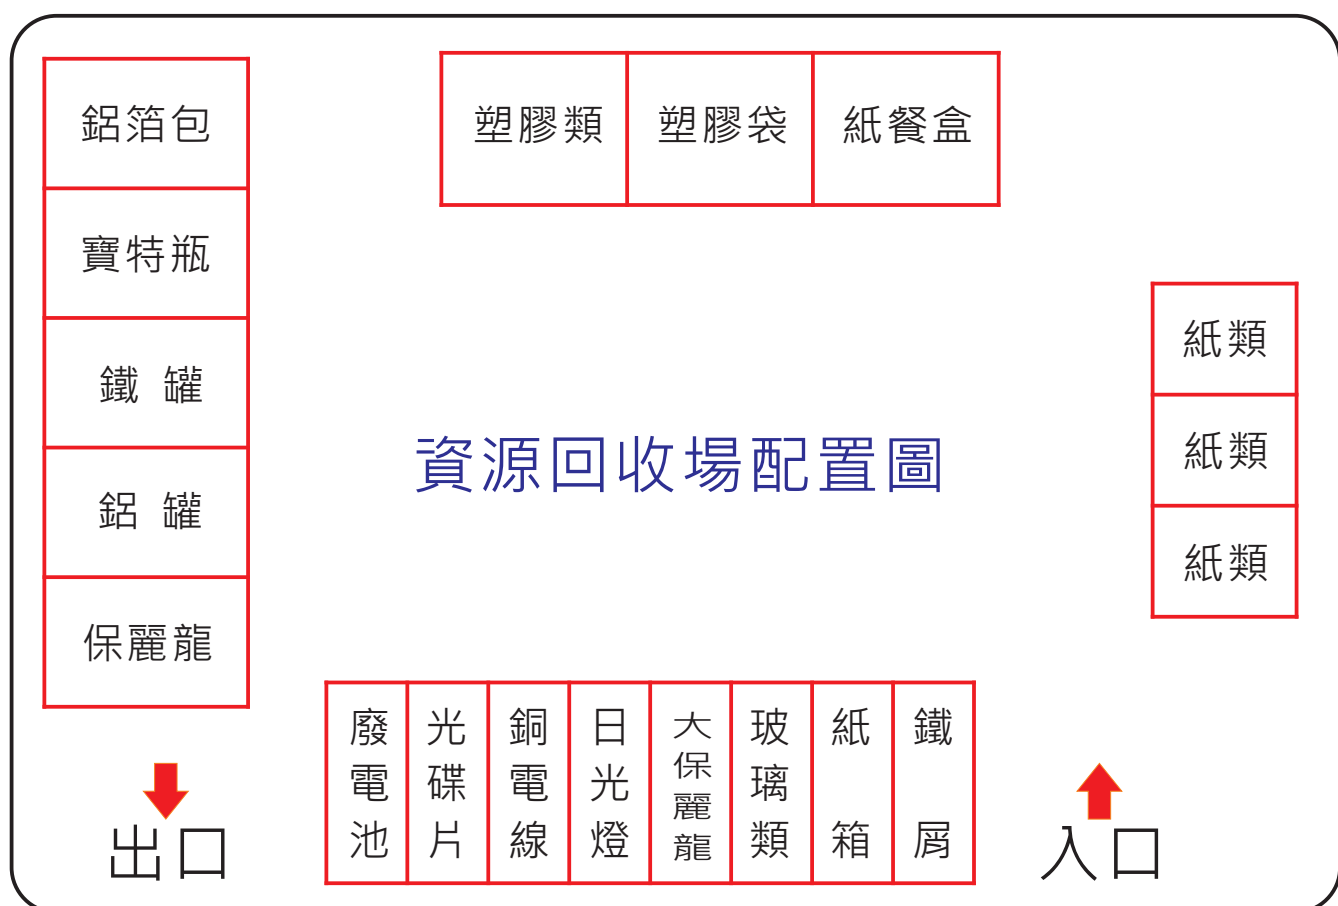 鋁箔包
寶特瓶
鐵 罐
鋁 罐
保麗龍
塑膠類
塑膠袋
紙餐盒
紙類
紙類
紙類
資源回收場配置圖
廢電池
光碟片
銅電線
日光燈
大保麗龍
玻璃類
紙箱
鐵屑
出口
入口